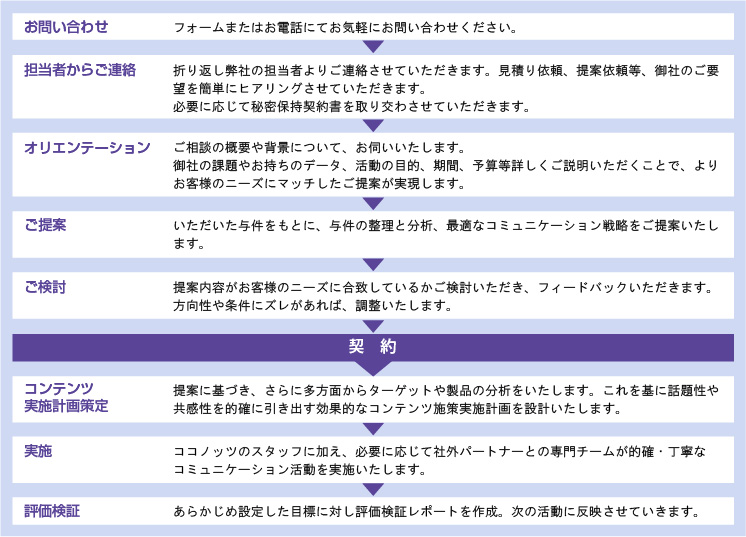 お問い合わせ
フォームまたはお電話にてお気軽にお問い合わせください。
担当者からご連絡
折り返し弊社の担当者よりご連絡させていただきます。見積り依頼、提案依頼等、御社のご要
望を簡単にヒアリングさせていただきます。
必要に応じて秘密保持契約書を取り交わさせていただきます。
オリエンテーション
ご相談の概要や背景について、お伺いいたします。
御社の課題やお持ちのデータ、活動の目的、期間、予算等詳しくご説明いただくことで、より
お客様のニーズにマッチしたご提案が実現します。
ご提案
いただいた与件をもとに、与件の整理と分析、最適なコミュニケーション戦略をご提案いたし
ます。
ご検討
提案内容がお客様のニーズに合致しているかご検討いただき、フィードバックいただきます。
方向性や条件にズレがあれば、調整いたします。
契 約
コンテンツ
実施計画策定
提案に基づき、さらに多方面からターゲットや製品の分析をいたします。これを基に話題性や
共感性を的確に引き出す効果的なコンテンツ施策実施計画を設計いたします。
実施
ココノッツのスタッフに加え、必要に応じて社外パートナーとの専門チームが的確・丁寧な
コミュニケーション活動を実施いたします。
評価検証
あらかじめ設定した目標に対し評価検証レポートを作成。次の活動に反映させていきます。